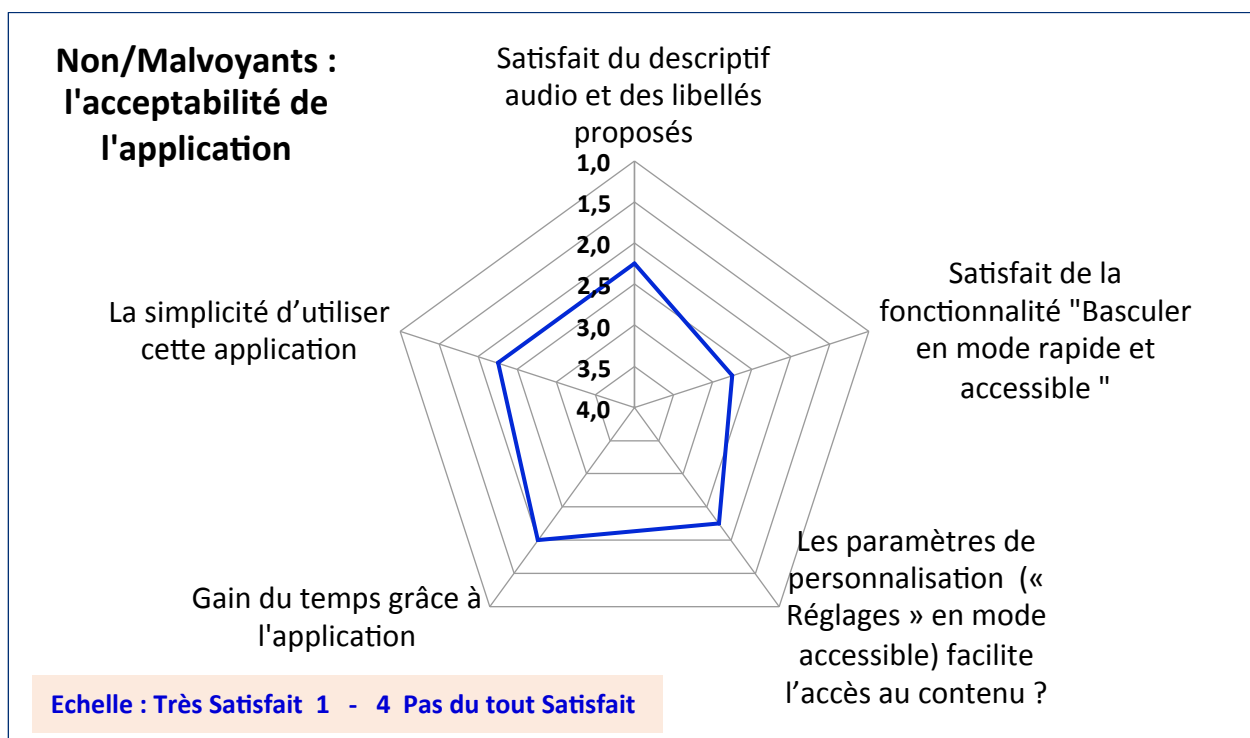 Non/Malvoyants :
l'acceptabilité de
l'application
Satisfait du descriptif
audio et des libellés
proposés
1,0
1,5
2,0
2,5
3,0
3,5
4,0
Satisfait de la
fonctionnalité "Basculer
en mode rapide et
accessible "
La simplicité d’utiliser
cette application
Les paramètres de
personnalisation («
Réglages » en mode
accessible) facilite
l’accès au contenu ?
Gain du temps grâce à
l'application
Echelle : Très Satisfait 1 - 4 Pas du tout Satisfait